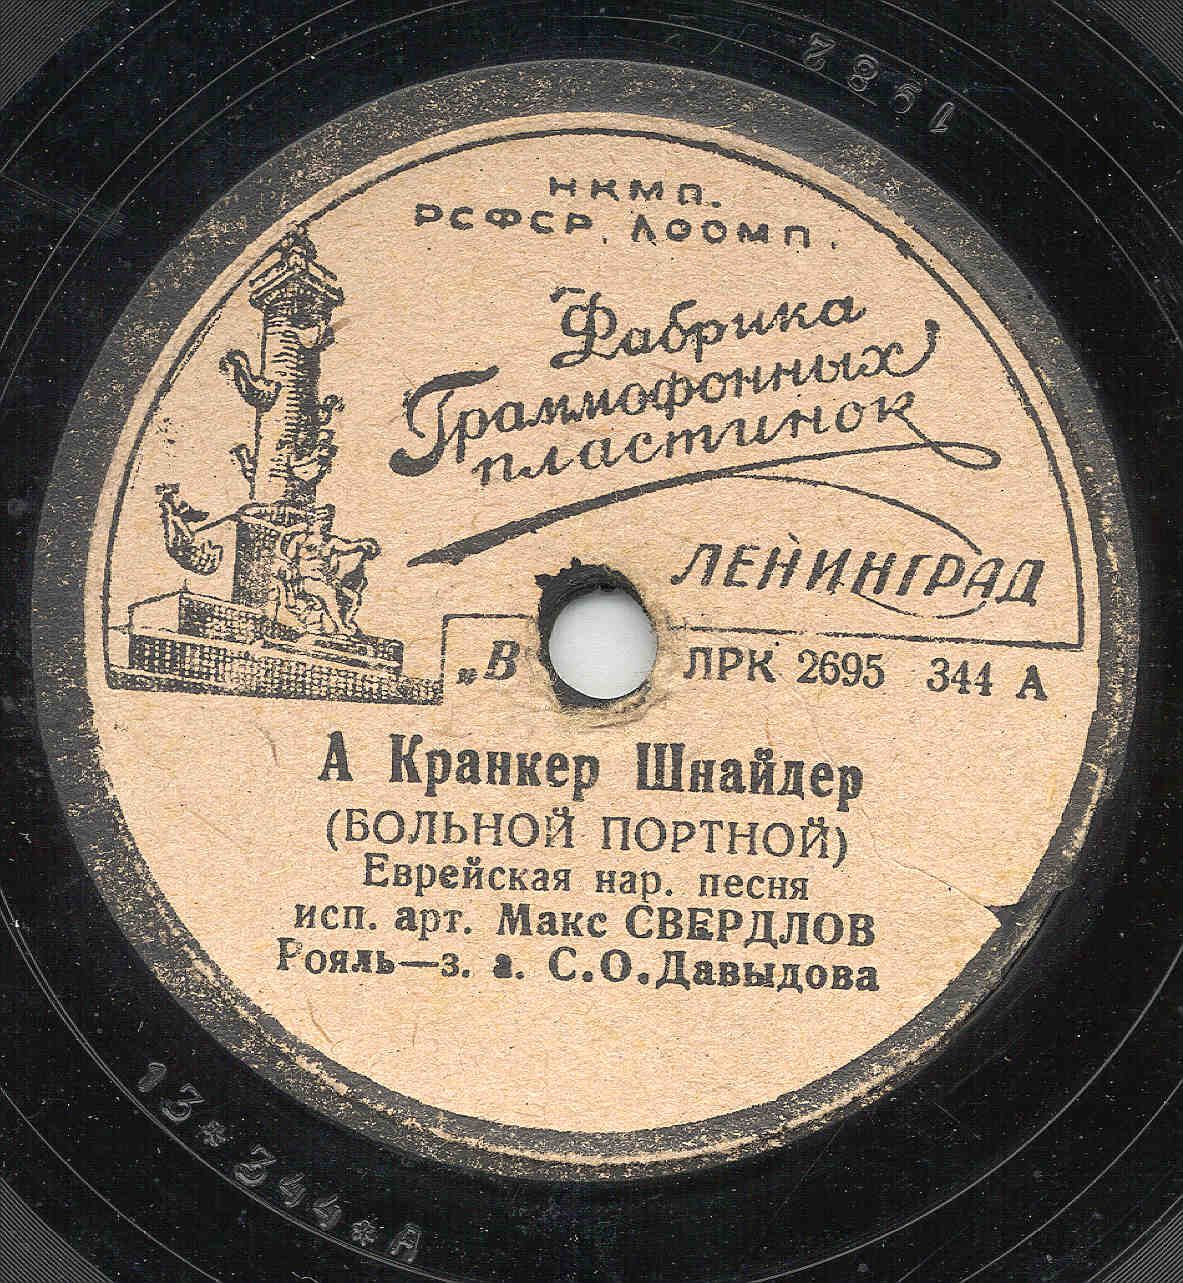 НКМП.
РСФСР. ЛООМП.
Фабрика
Граммофонных
пластинок
ЛЕНИНГРАД
„В ЛРК 2695 344 А
А Кранкер Шнайдер
(БОЛЬНОЙ ПОРТНОЙ)
Еврейская нар. песня
исп. арт. Макс СВЕРДЛОВ
Рояль—з. а. С.О.Давыдова
13*344*А